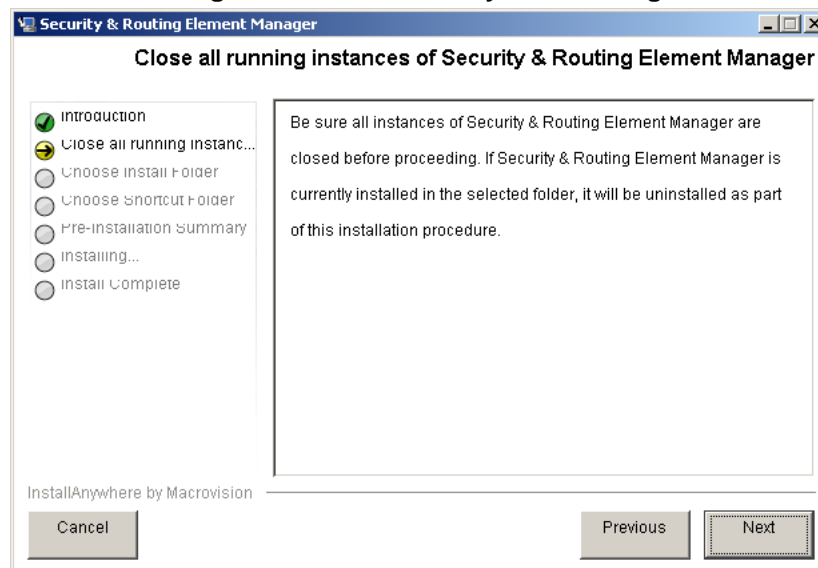 Security & Routing Element Manager
Close all running instances of Security & Routing Element Manager
Introduction
Close all running instanc...
Choose Install Folder
Choose Shortcut Folder
Pre-Installation Summary
Installing...
Install Complete
Be sure all instances of Security & Routing Element Manager are
closed before proceeding. If Security & Routing Element Manager is
currently installed in the selected folder, it will be uninstalled as part
of this installation procedure.
InstallAnywhere by Macrovision
Cancel
Previous
Next